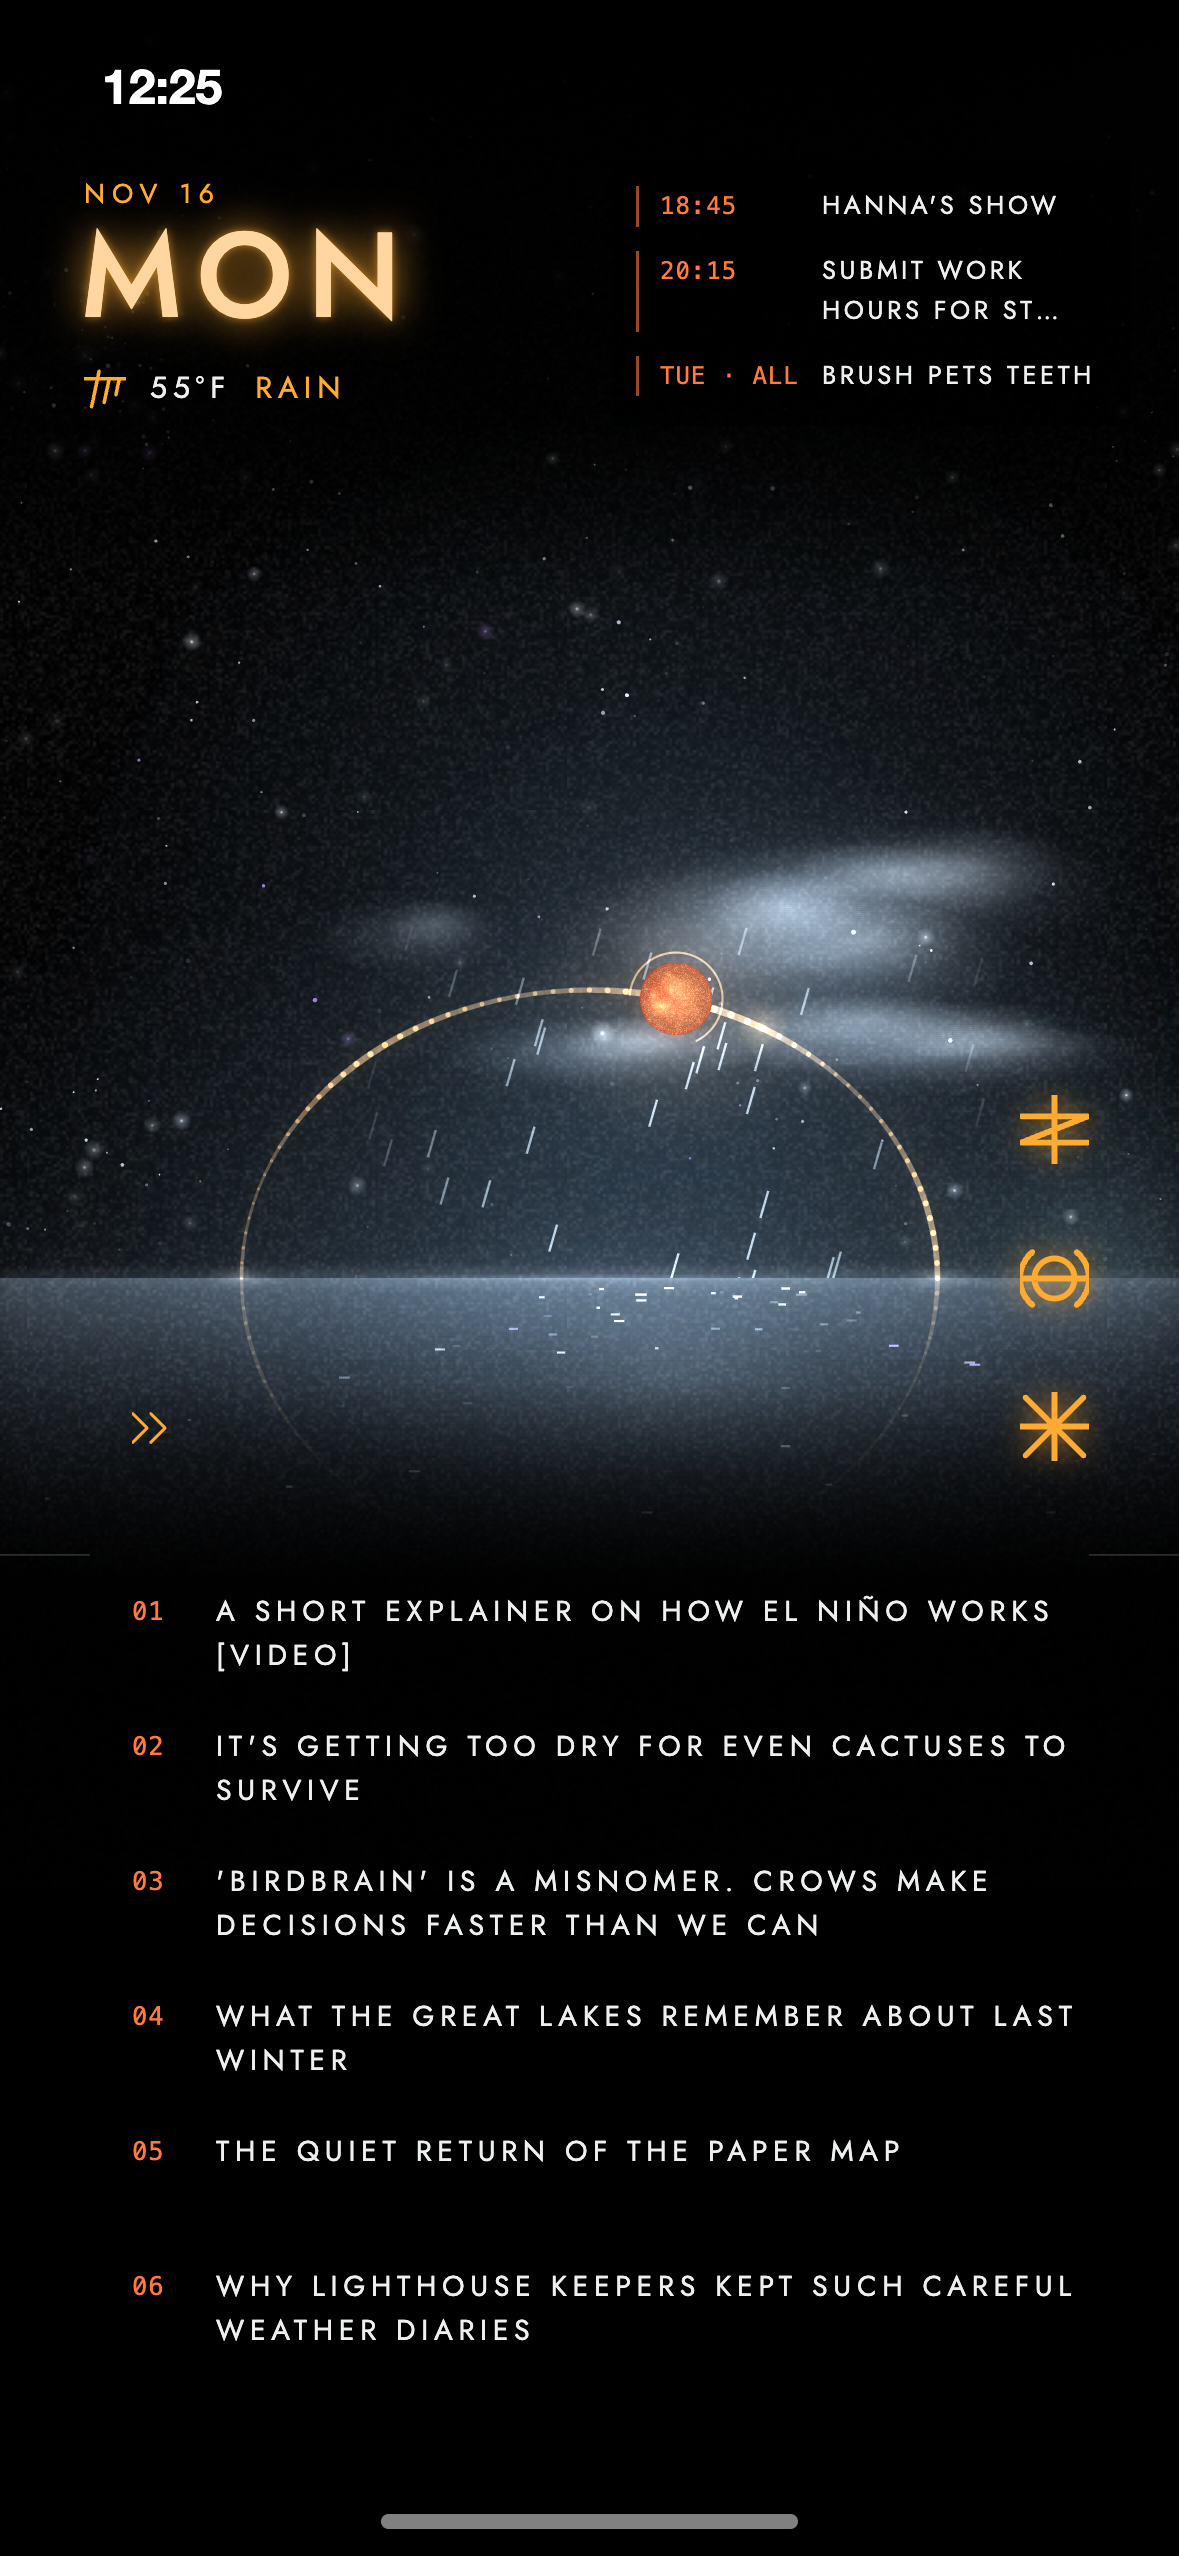 12:25
NOV 16
MON
55°F RAIN
18:45 HANNA'S SHOW
20:15 SUBMIT WORK
HOURS FOR ST...
TUE · ALL BRUSH PETS TEETH
01 A SHORT EXPLAINER ON HOW EL NIÑO WORKS
[VIDEO]
02 IT'S GETTING TOO DRY FOR EVEN CACTUSES TO
SURVIVE
03 'BIRDBRAIN' IS A MISNOMER. CROWS MAKE
DECISIONS FASTER THAN WE CAN
04 WHAT THE GREAT LAKES REMEMBER ABOUT LAST
WINTER
05 THE QUIET RETURN OF THE PAPER MAP
06 WHY LIGHTHOUSE KEEPERS KEPT SUCH CAREFUL
WEATHER DIARIES